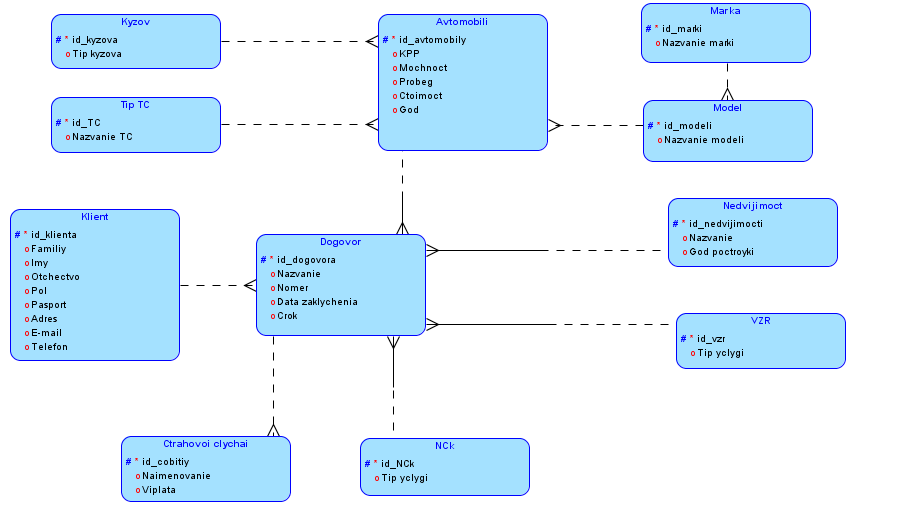 Kyzov
# * id_kyzova
o Tip kyzova
Avtomobili
# * id_avtomobily
o KPP
o Mochnoct
o Probeg
o Ctoimoct
o God
Marka
# * id_marki
o Nazvanie marki
Tip TC
# * id_TC
o Nazvanie TC
Model
# * id_modeli
o Nazvanie modeli
Klient
# * id_klienta
o Familiy
o Imy
o Otchectvo
o Pol
o Pasport
o Adres
o E-mail
o Telefon
Dogovor
# * id_dogovora
o Nazvanie
o Nomer
o Data zaklychenia
o Crok
Nedvijimoct
# * id_nedvijimocti
o Nazvanie
o God poctroyki
VZR
# * id_vzr
o Tip yclygi
Ctrahovoi clychai
# * id_cobitiy
o Naimenovanie
o Viplata
NCk
# * id_NCk
o Tip yclygi